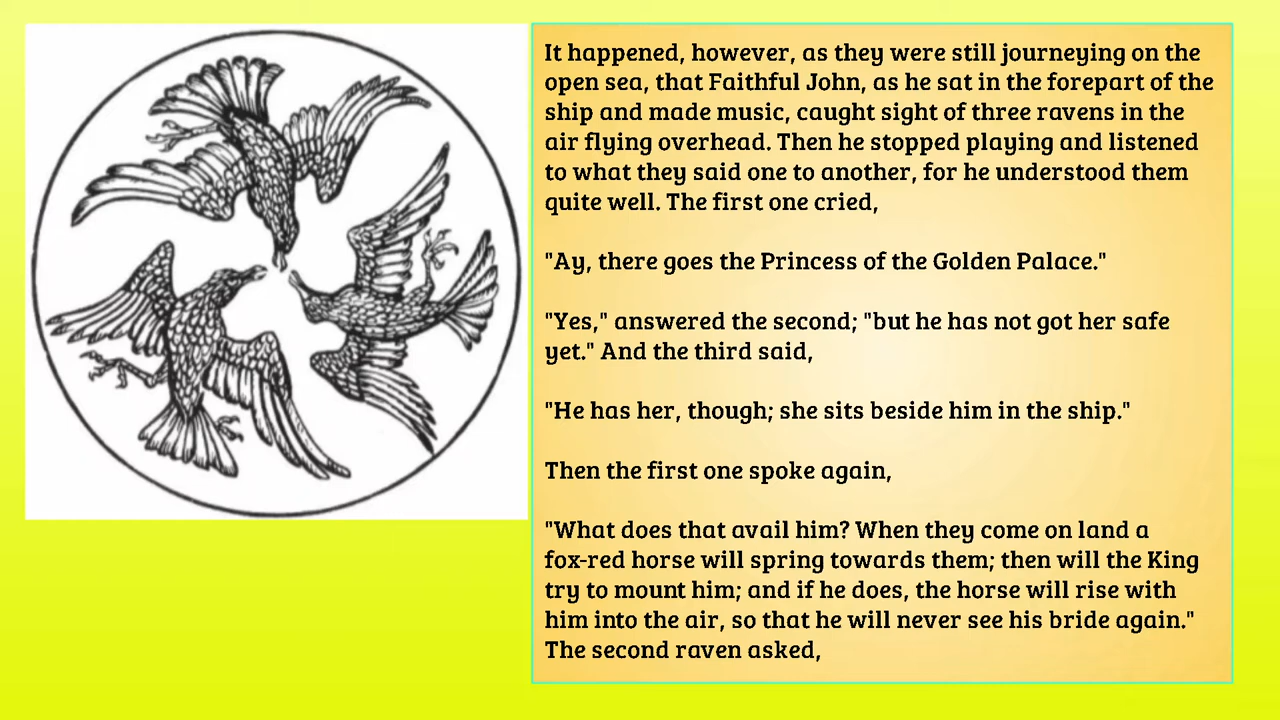 It happened, however, as they were still journeying on the
open sea, that Faithful John, as he sat in the forepart of the
ship and made music, caught sight of three ravens in the
air flying overhead. Then he stopped playing and listened
to what they said one to another, for he understood them
quite well. The first one cried,
"Ay, there goes the Princess of the Golden Palace."
"Yes," answered the second; "but he has not got her safe
yet." And the third said,
"He has her, though; she sits beside him in the ship."
Then the first one spoke again,
"What does that avail him? When they come on land a
fox-red horse will spring towards them; then will the King
try to mount him; and if he does, the horse will rise with
him into the air, so that he will never see his bride again."
The second raven asked,